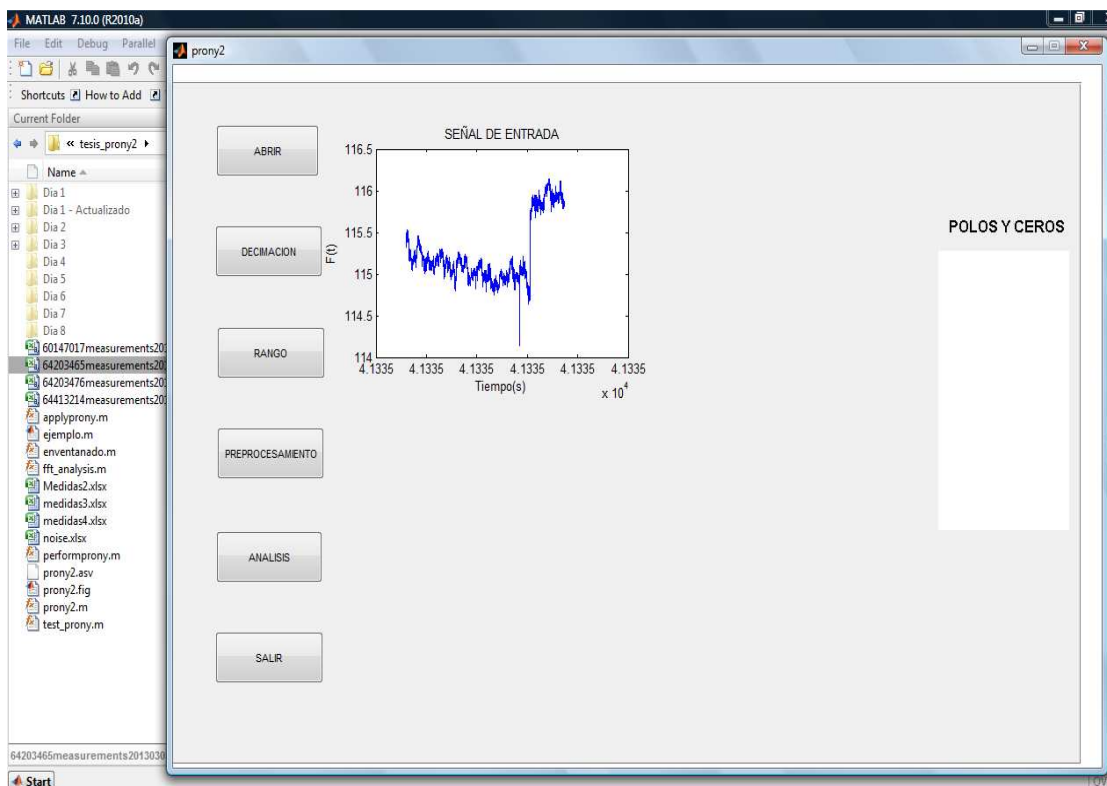 MATLAB 7.10.0 (R2010a)
File Edit Debug Parallel
Shortcuts How to Add
Current Folder
« tesis_prony2
Name
Dia 1
Dia 1 - Actualizado
Dia 2
Dia 3
Dia 4
Dia 5
Dia 6
Dia 7
Dia 8
60147017measurements20
64203465measurements20
64203476measurements20
64413214measurements20
applyprony.m
ejemplo.m
enventanado.m
fft_analysis.m
Medidas2.xlsx
medidas3.xlsx
medidas4.xlsx
noise.xlsx
performprony.m
prony2.asv
prony2.fig
prony2.m
test_prony.m
64203465measurements2013030
Start
prony2
ABRIR
DECIMACION
RANGO
PREPROCESAMIENTO
ANALISIS
SALIR
SEÑAL DE ENTRADA
F(t)
116.5
116
115.5
115
114.5
114
4.1335 4.1335 4.1335 4.1335 4.1335 4.1335
Tiempo(s)
x 10^4
POLOS Y CEROS